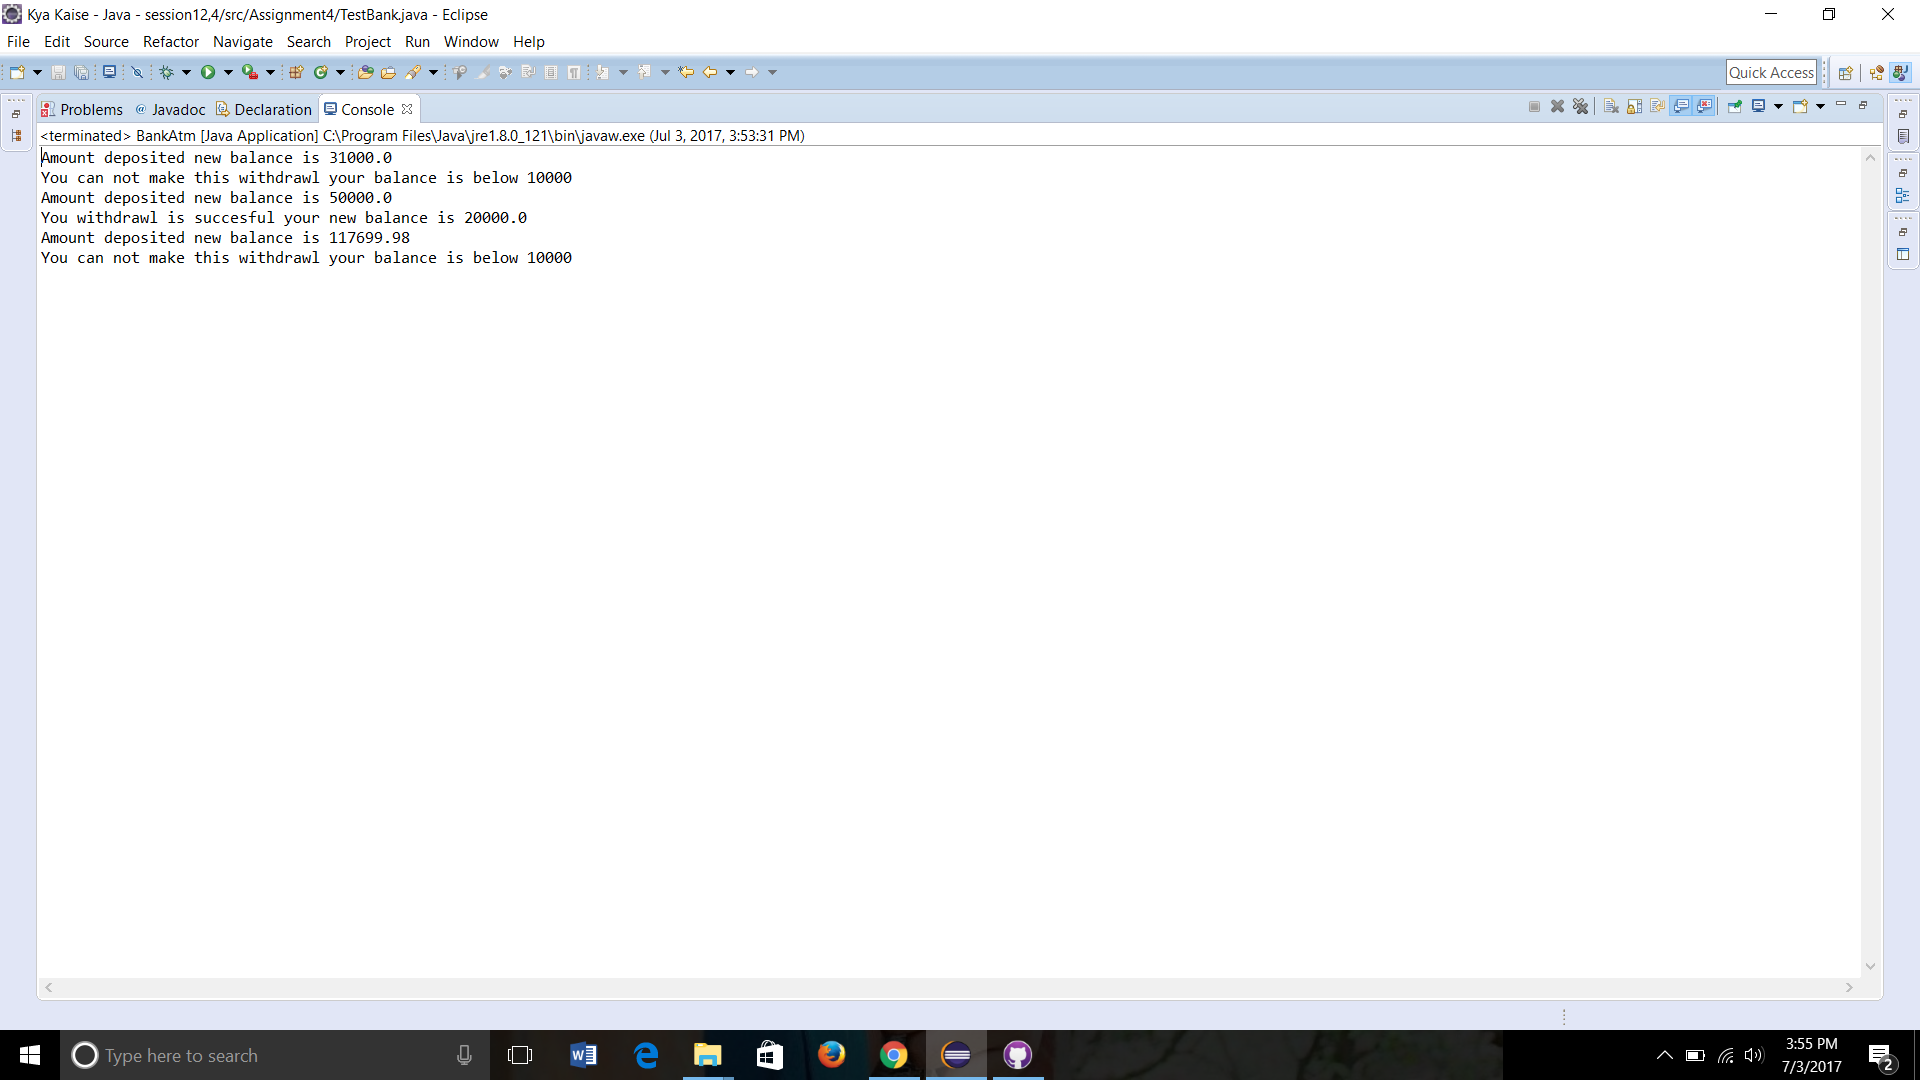 Kya Kaise - Java - session12,4/src/Assignment4/TestBank.java - Eclipse
File Edit Source Refactor Navigate Search Project Run Window Help
Quick Access
Problems @ Javadoc Declaration Console
<terminated> BankAtm [Java Application] C:\Program Files\Java\jre1.8.0_121\bin\javaw.exe (Jul 3, 2017, 3:53:31 PM)
Amount deposited new balance is 31000.0
You can not make this withdrawl your balance is below 10000
Amount deposited new balance is 50000.0
You withdrawl is succesful your new balance is 20000.0
Amount deposited new balance is 117699.98
You can not make this withdrawl your balance is below 10000
Type here to search
3:55 PM
7/3/2017
2